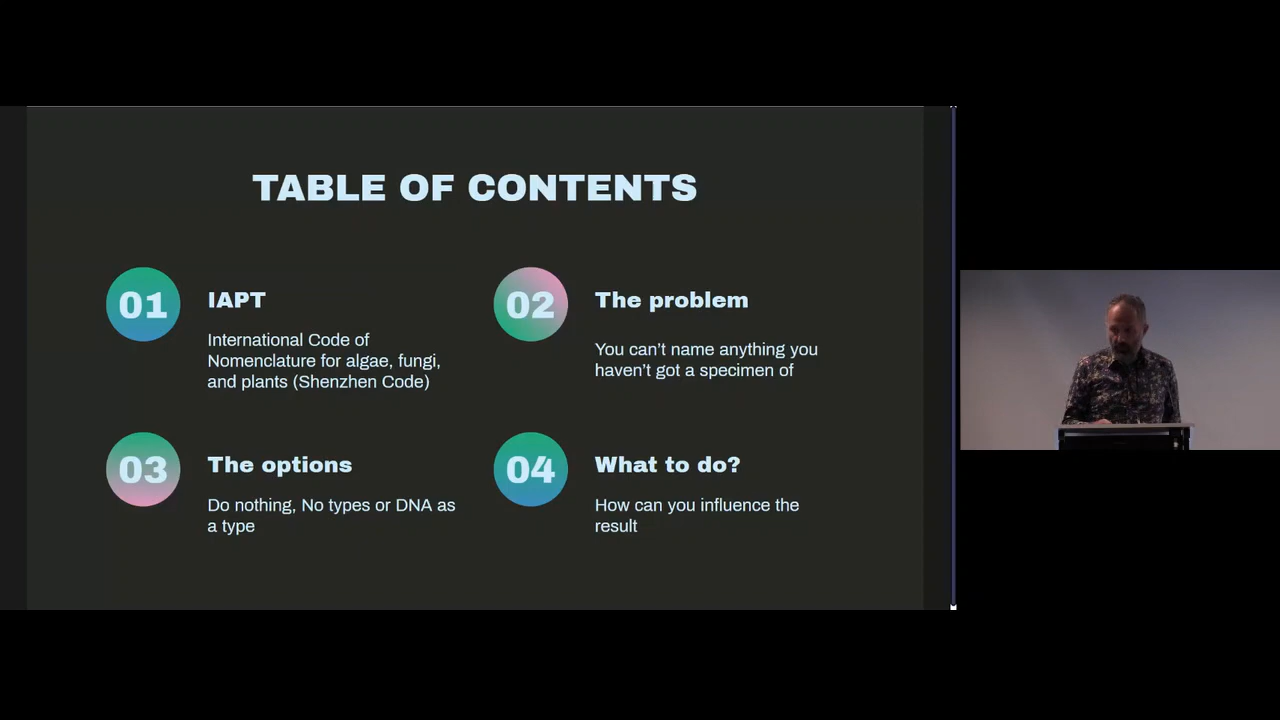 TABLE OF CONTENTS
01
IAPT
International Code of
Nomenclature for algae, fungi,
and plants (Shenzhen Code)
02
The problem
You can’t name anything you
haven’t got a specimen of
03
The options
Do nothing, No types or DNA as
a type
04
What to do?
How can you influence the
result